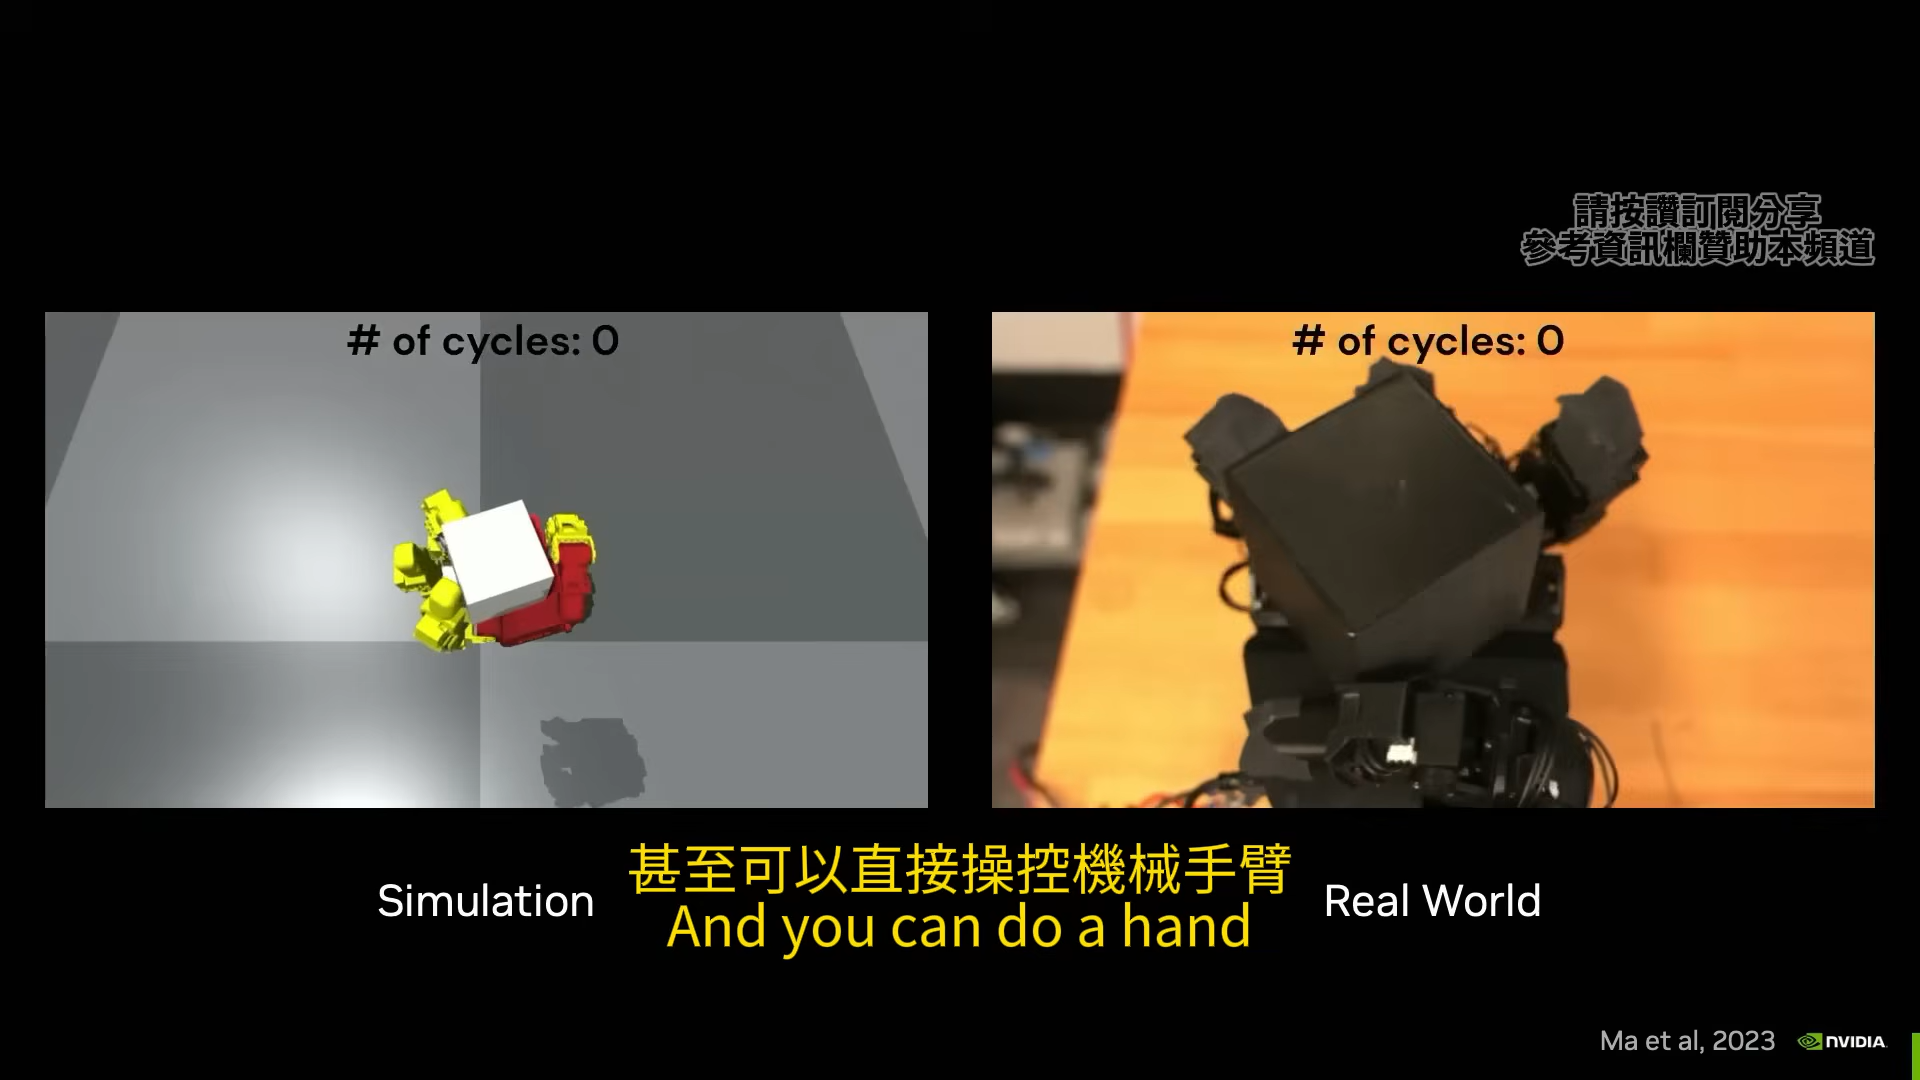 請按讚訂閱分享
參考資訊欄贊助本頻道
# of cycles: 0
# of cycles: 0
Simulation
甚至可以直接操控機械手臂
And you can do a hand
Real World
Ma et al, 2023
NVIDIA